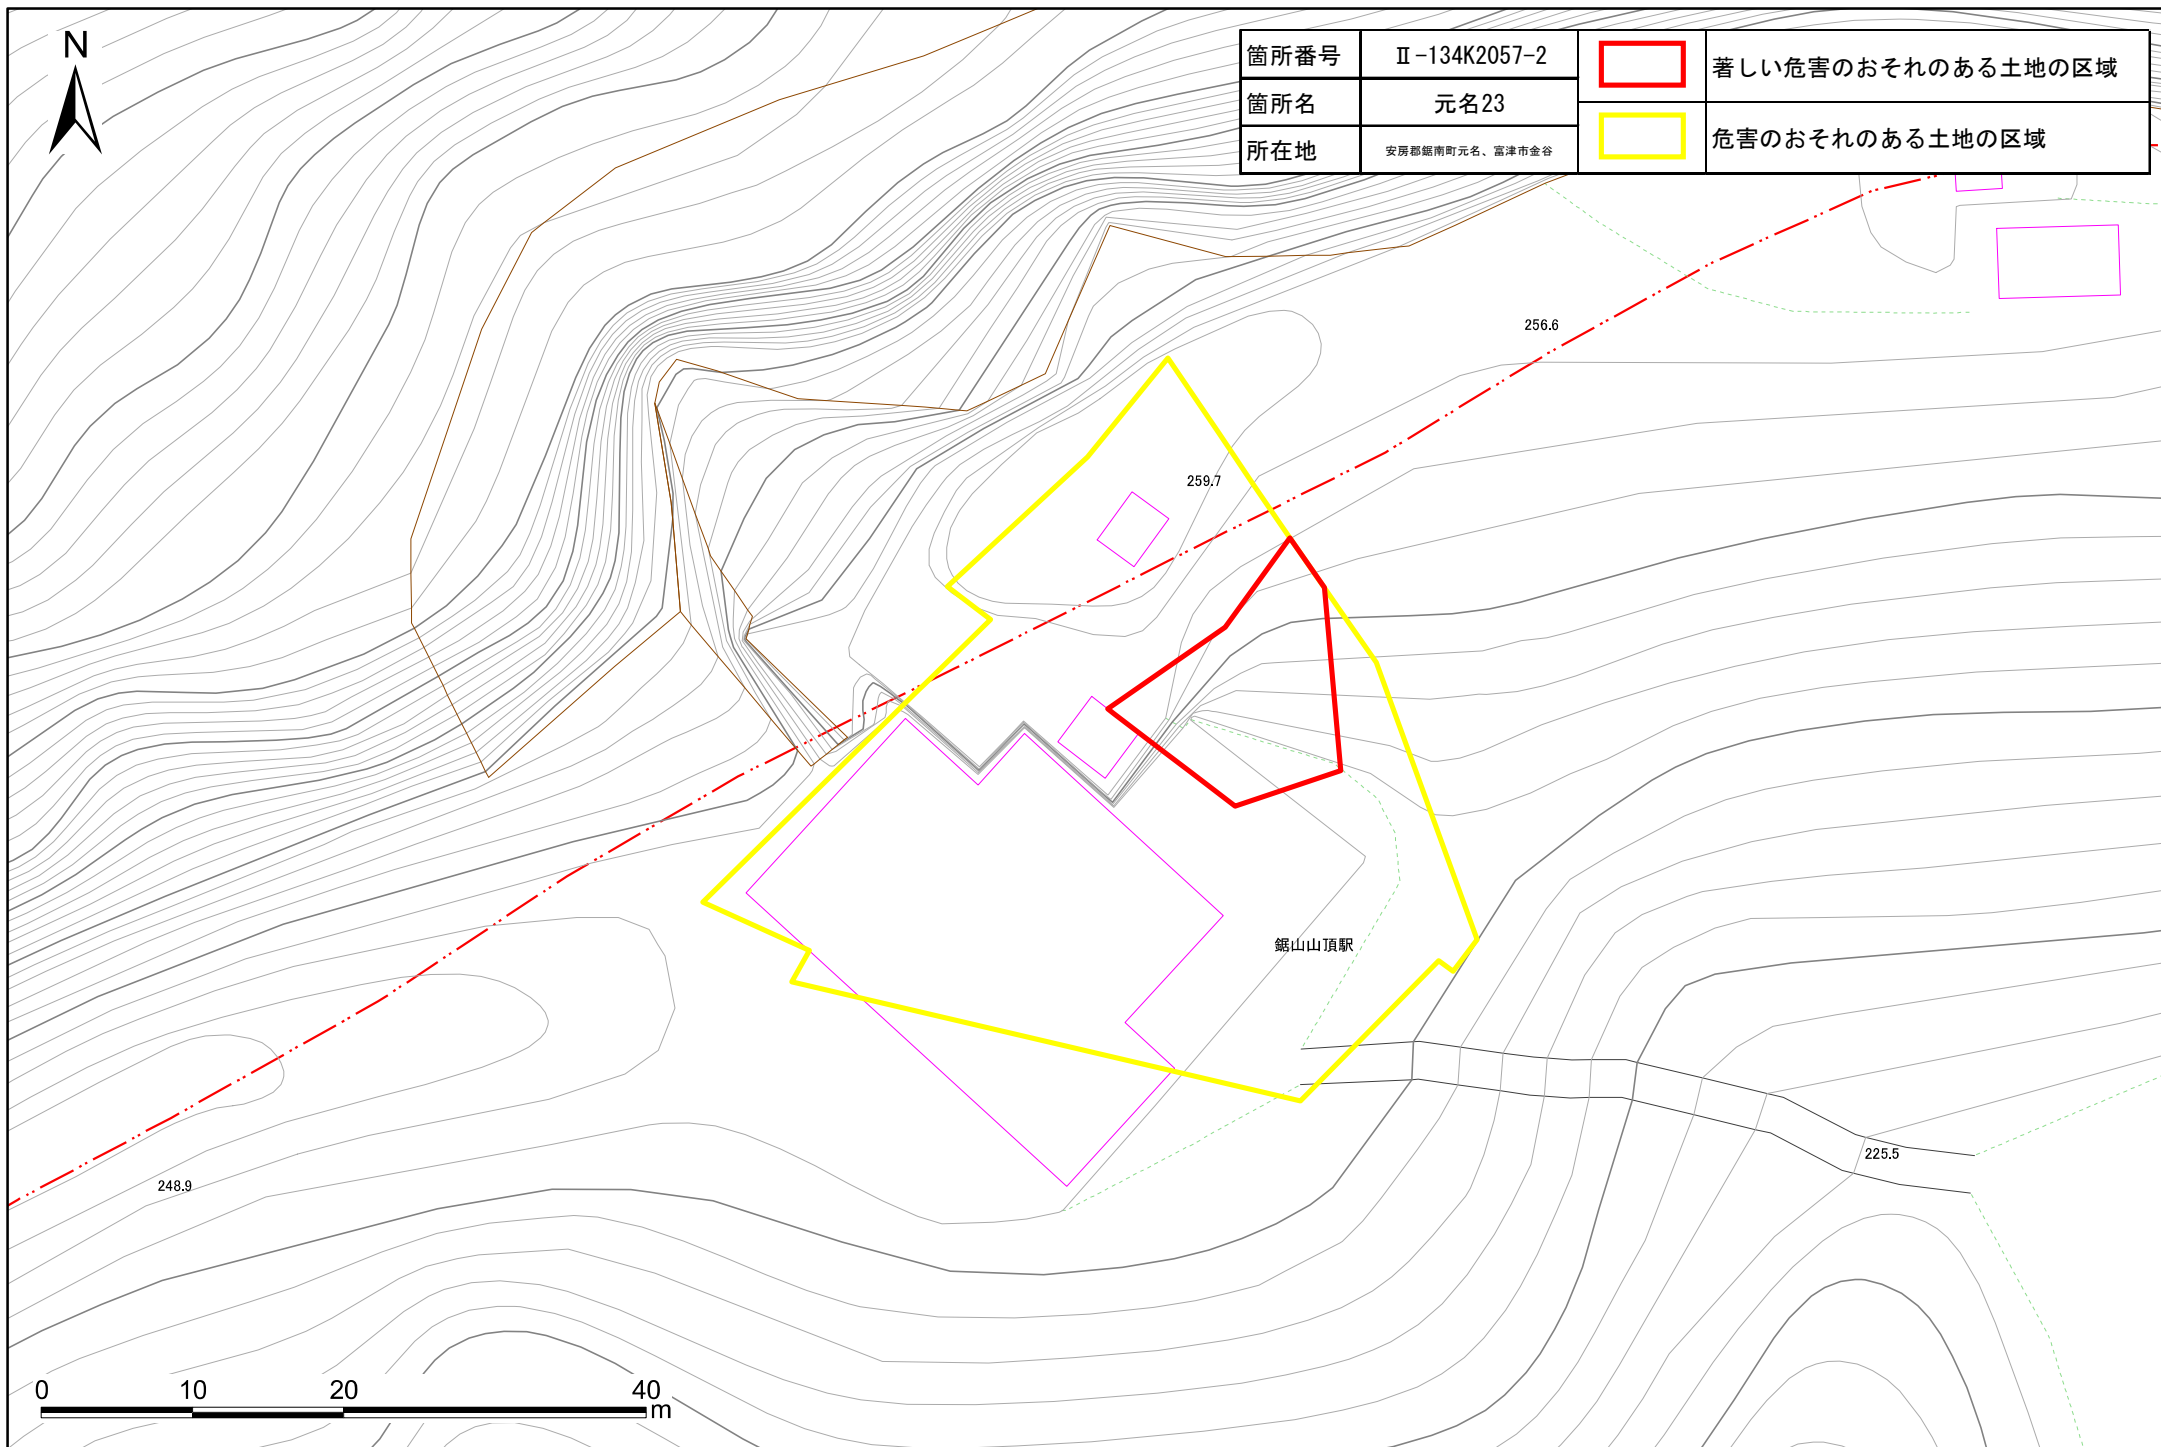 N
箇所番号 Ⅱ-134K2057-2
箇所名 元名23
所在地 安房郡鋸南町元名、富津市金谷
著しい危害のおそれのある土地の区域
危害のおそれのある土地の区域
256.6
259.7
鋸山山頂駅
225.5
248.9
0 10 20 40
m